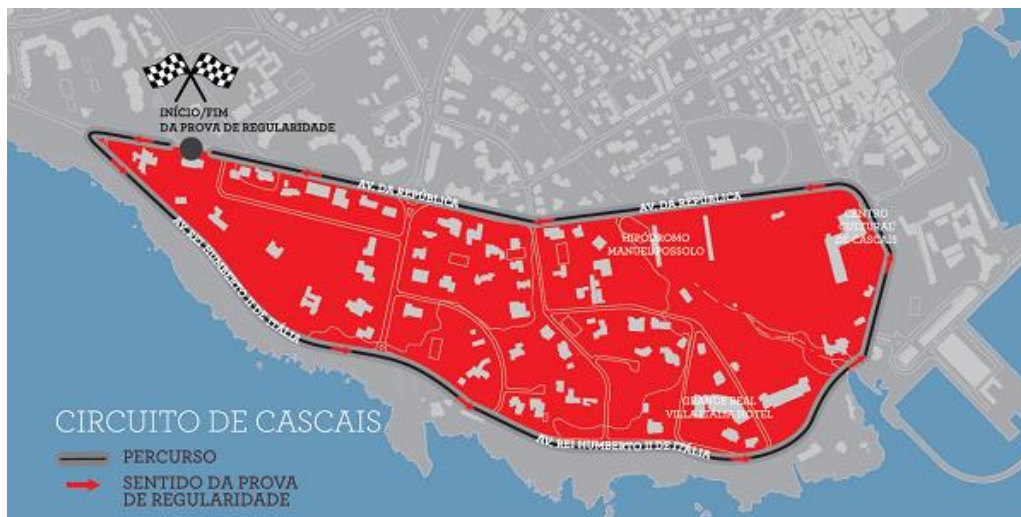 INÍCIO/FIM
DA PROVA DE REGULARIDADE
AV. DA REPÚBLICA
AV. DA REPÚBLICA
CENTRO
CULTURAL
DE CASCAIS
HIPÓDROMO
MANUEL POSSOLO
AV. REI HUMBERTO II DE ITÁLIA
GRANDE REAL
VILLA ITÁLIA HOTEL
AV. REI HUMBERTO II DE ITÁLIA
CIRCUITO DE CASCAIS
PERCURSO
SENTIDO DA PROVA
DE REGULARIDADE